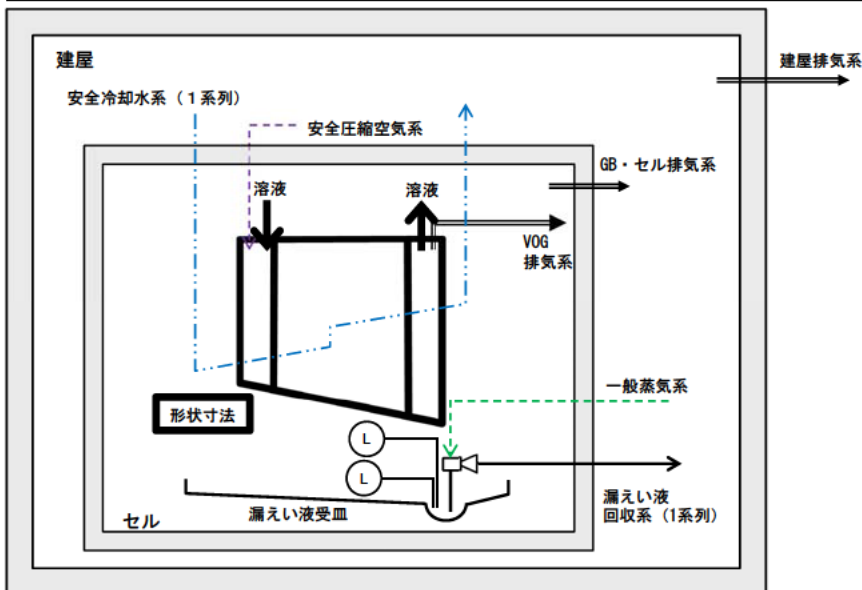 建屋
建屋排気系
安全冷却水系（１系列）
安全圧縮空気系
GB・セル排気系
溶液
溶液
VOG
排気系
一般蒸気系
形状寸法
L
L
漏えい液
回収系（1系列）
漏えい液受皿
セル